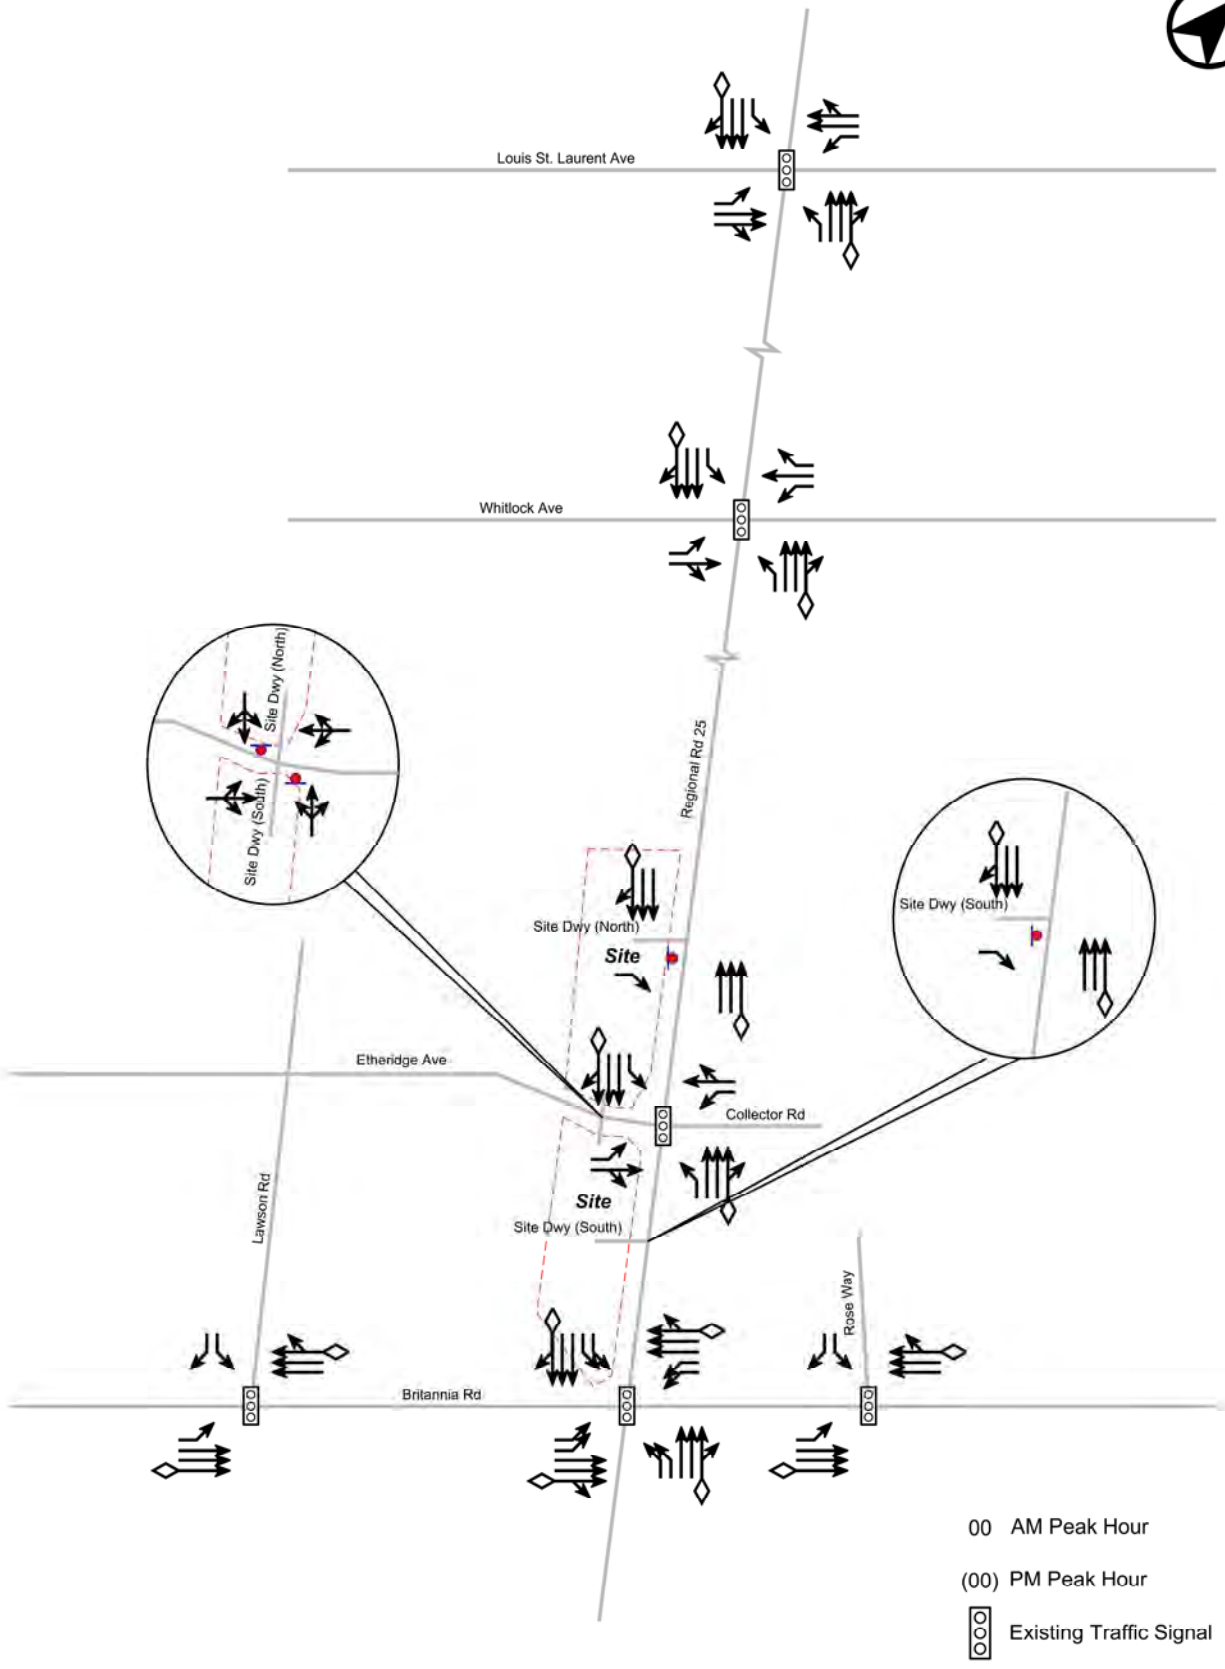 Louis St. Laurent Ave
Whitlock Ave
Site Dwy (North)
Site Dwy (South)
Regional Rd 25
Site Dwy (South)
Site Dwy (North)
Site
Etheridge Ave
Collector Rd
Lawson Rd
Site
Site Dwy (South)
Rose Way
Britannia Rd
00 AM Peak Hour
(00) PM Peak Hour
Existing Traffic Signal